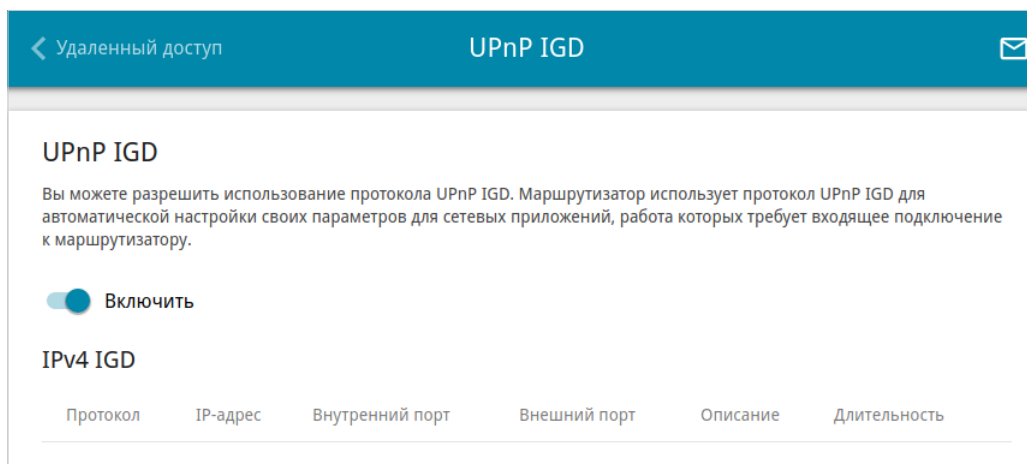 Удаленный доступ UPnP IGD
UPnP IGD
Вы можете разрешить использование протокола UPnP IGD. Маршрутизатор использует протокол UPnP IGD для
автоматической настройки своих параметров для сетевых приложений, работа которых требует входящее подключение
к маршрутизатору.
Включить
IPv4 IGD
Протокол IP-адрес Внутренний порт Внешний порт Описание Длительность